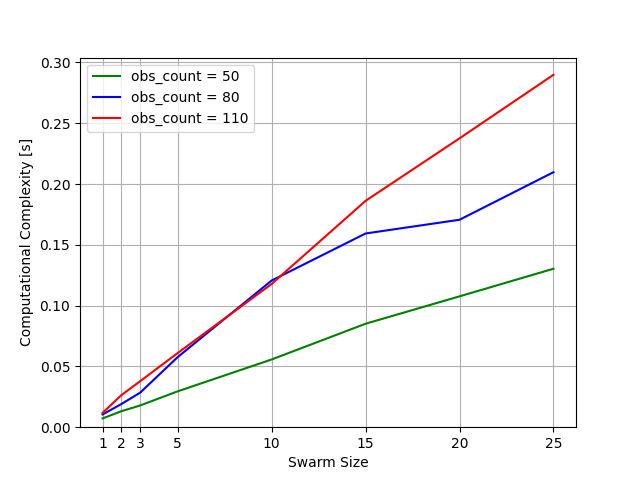 0.30
0.25
0.20
0.15
0.10
0.05
0.00
Computational Complexity [s]
obs_count = 50
obs_count = 80
obs_count = 110
1 2 3 5 10 15 20 25
Swarm Size